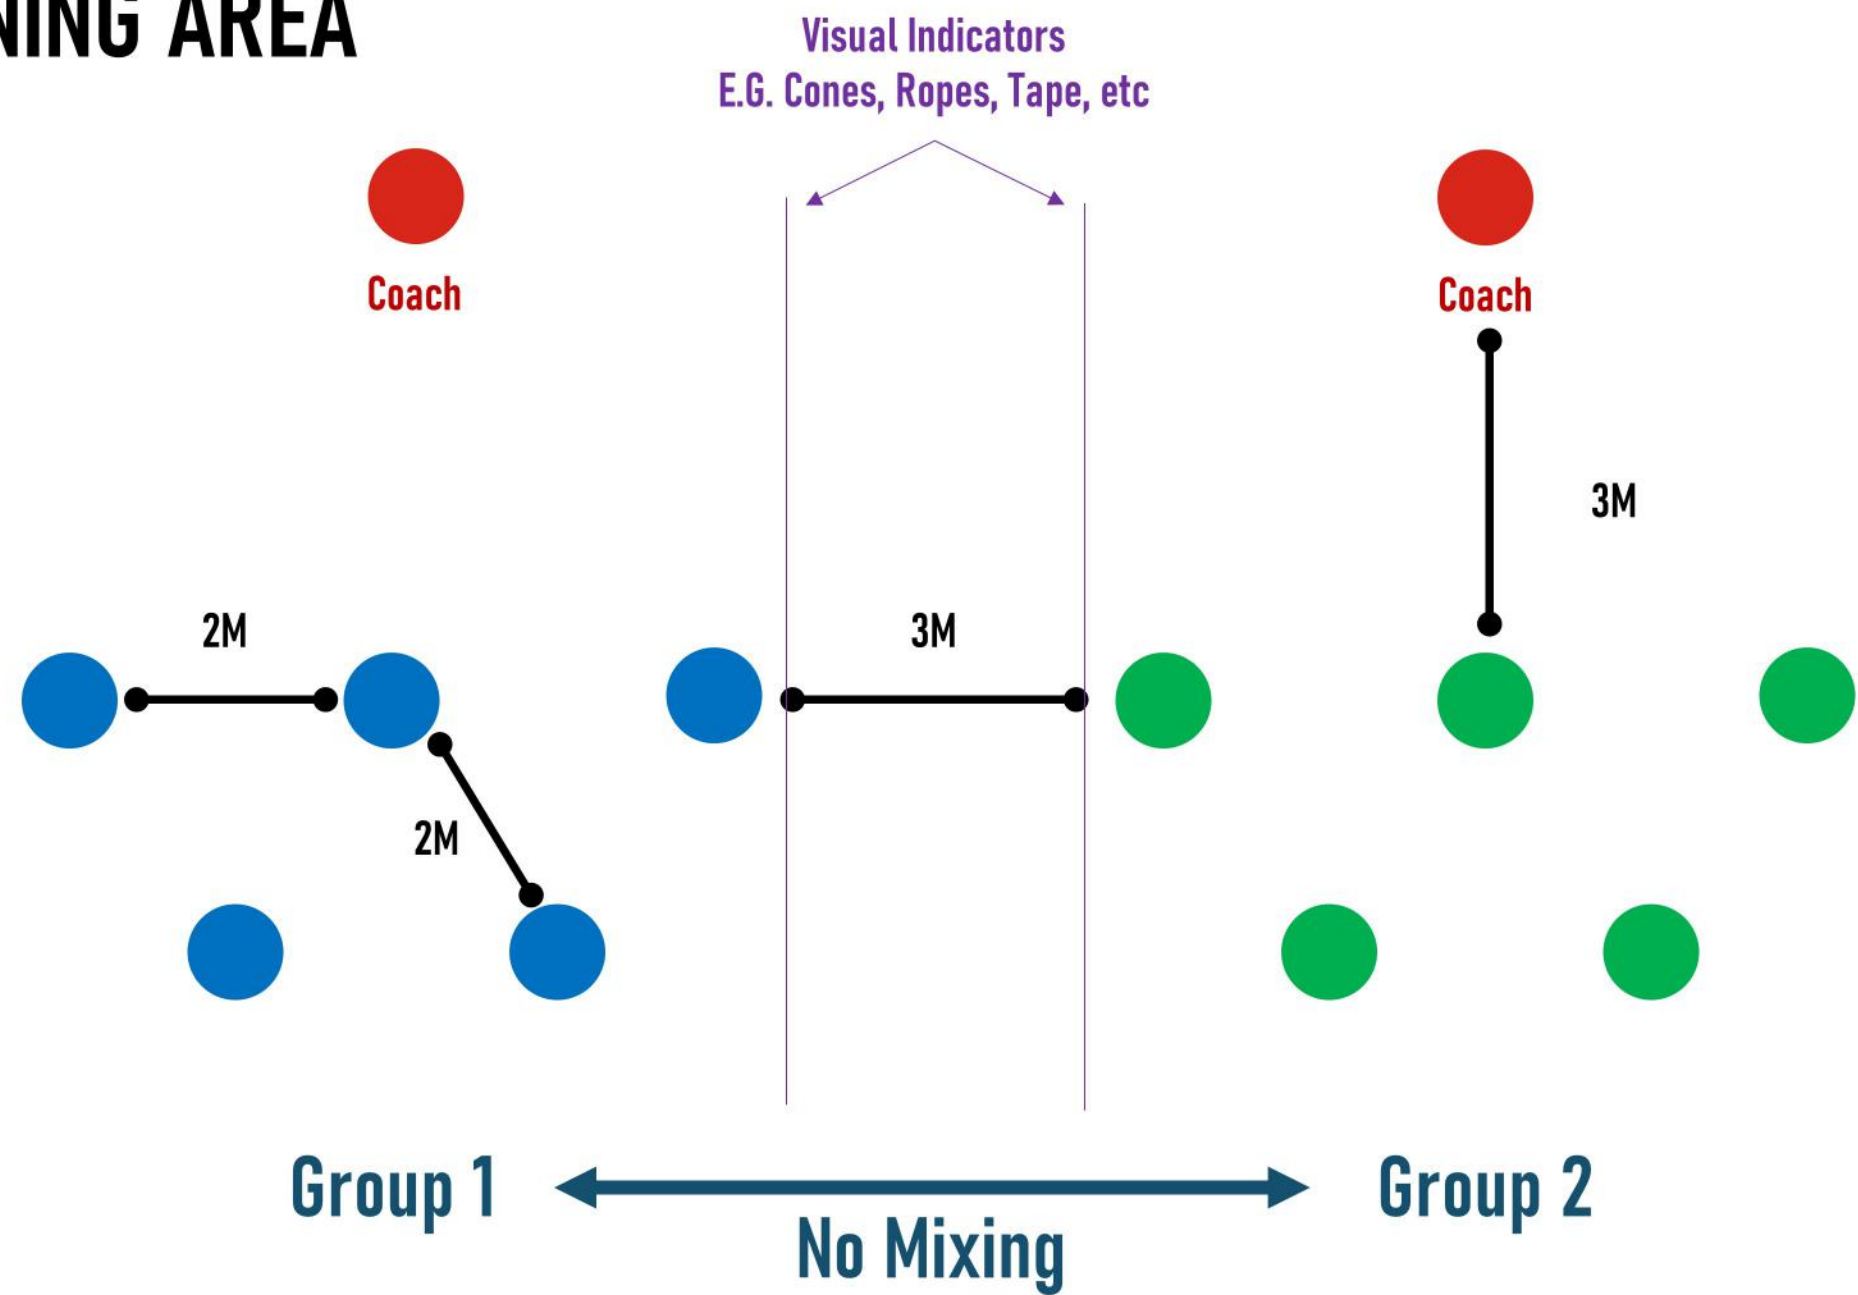 NING AREA
Visual Indicators
E.G. Cones, Ropes, Tape, etc
Coach
Coach
3M
2M
3M
2M
Group 1
Group 2
No Mixing